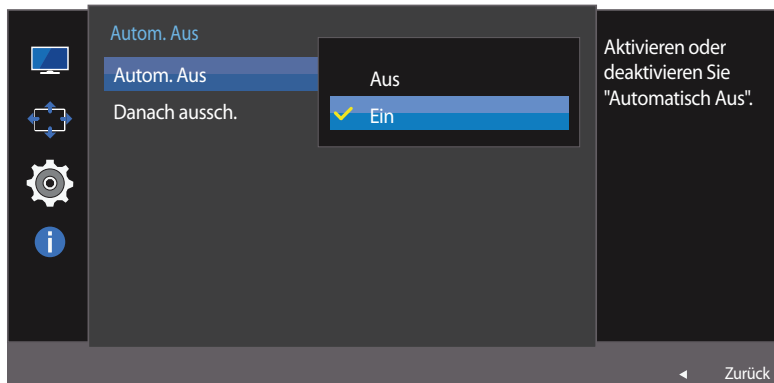 Autom. Aus
Autom. Aus
Aus
Danach aussch.
Ein
Aktivieren oder
deaktivieren Sie
"Automatisch Aus".
Zurück